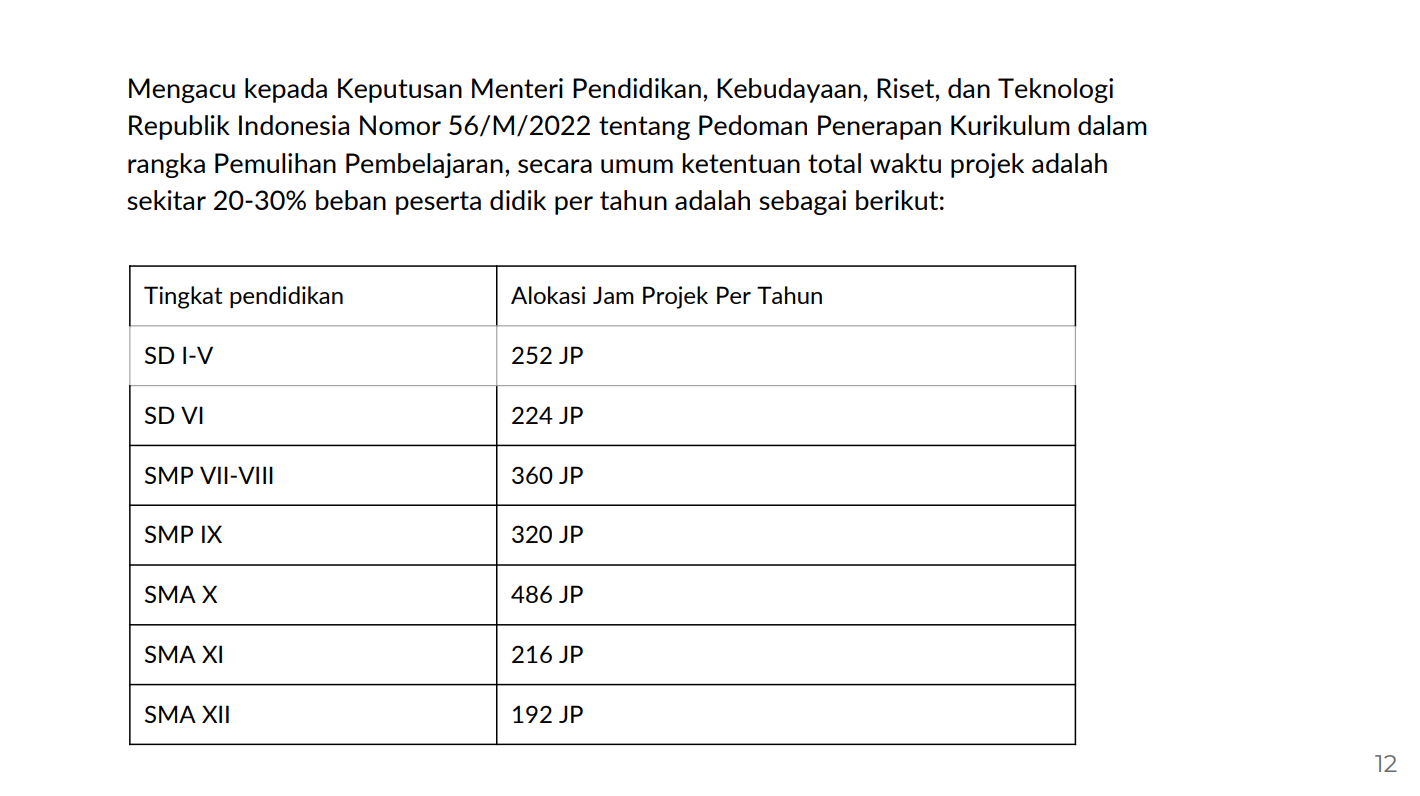 Mengacu kepada Keputusan Menteri Pendidikan, Kebudayaan, Riset, dan Teknologi
Republik Indonesia Nomor 56/M/2022 tentang Pedoman Penerapan Kurikulum dalam
rangka Pemulihan Pembelajaran, secara umum ketentuan total waktu projek adalah
sekitar 20-30% beban peserta didik per tahun adalah sebagai berikut:
Tingkat pendidikan Alokasi Jam Projek Per Tahun
SD I-V 252 JP
SD VI 224 JP
SMP VII-VIII 360 JP
SMP IX 320 JP
SMA X 486 JP
SMA XI 216 JP
SMA XII 192 JP
12